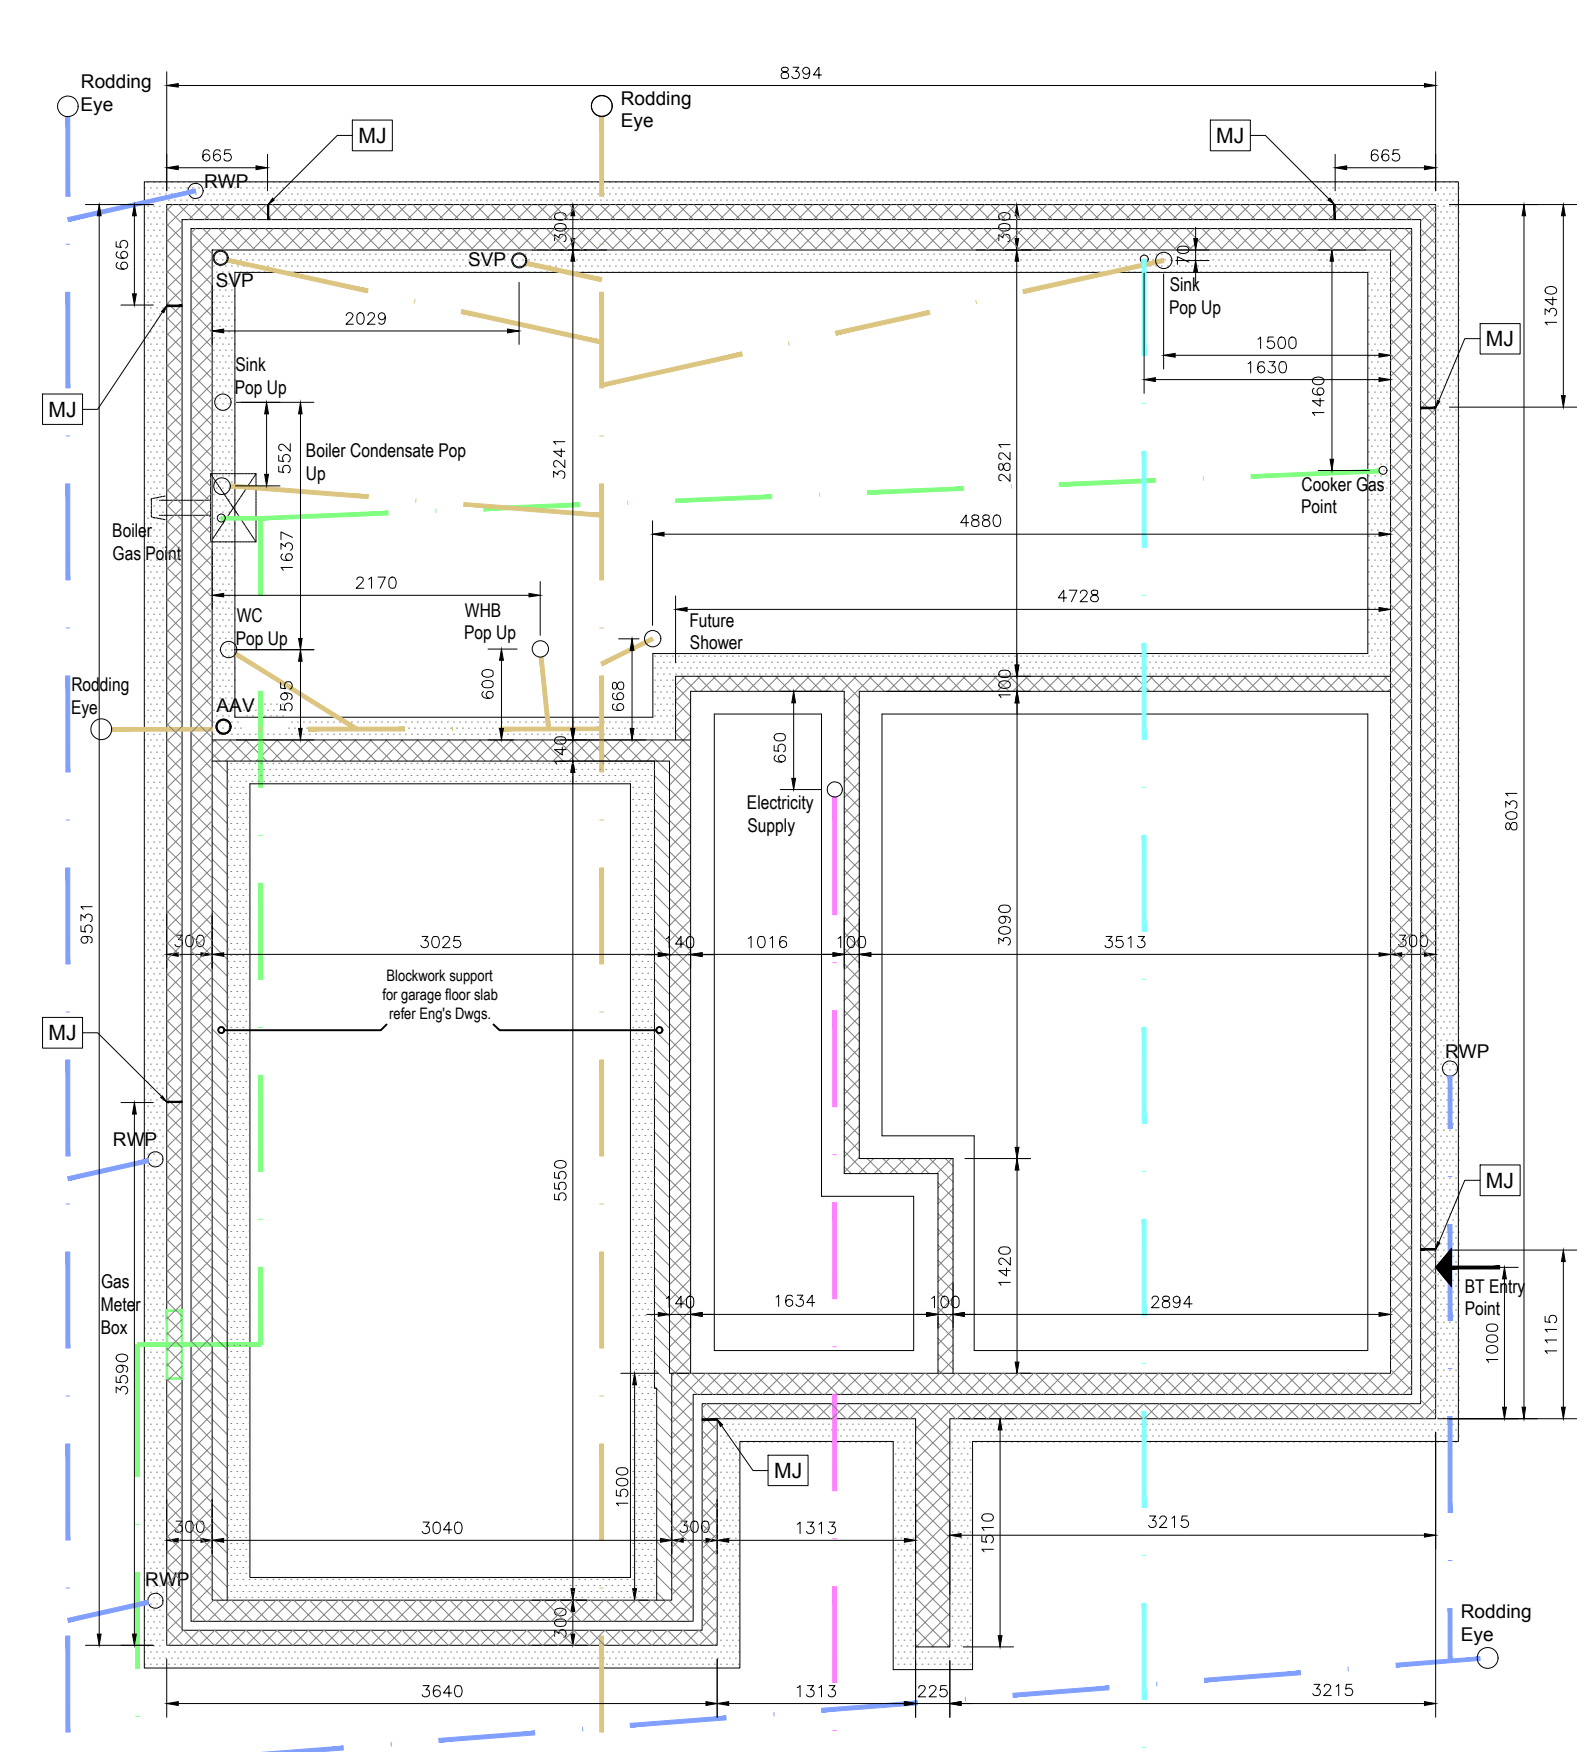 8394
Rodding
Eye
Rodding
Eye
MJ
MJ
665
665
RWP
300
300
665
SVP
SVP
70
Sink
Pop Up
1340
2029
MJ
1500
1630
1460
Sink
Pop Up
MJ
552
Boiler Condensate Pop
Up
3241
2821
Cooker Gas
Point
Boiler
Gas Point
1637
4880
2170
4728
WC
Pop Up
WHB
Pop Up
Future
Shower
600
668
595
100
Rodding
Eye
AAV
140
650
Electricity
Supply
8031
9531
3090
300
3025
140
1016
100
3513
300
Blockwork support
for garage floor slab
refer Eng's Dwgs.
MJ
RWP
RWP
5550
MJ
1420
Gas
Meter
Box
BT Entry
Point
140
1634
100
2894
1000
1115
3590
1500
MJ
1510
300
3040
300
1313
3215
RWP
300
Rodding
Eye
3640
1313
225
3215